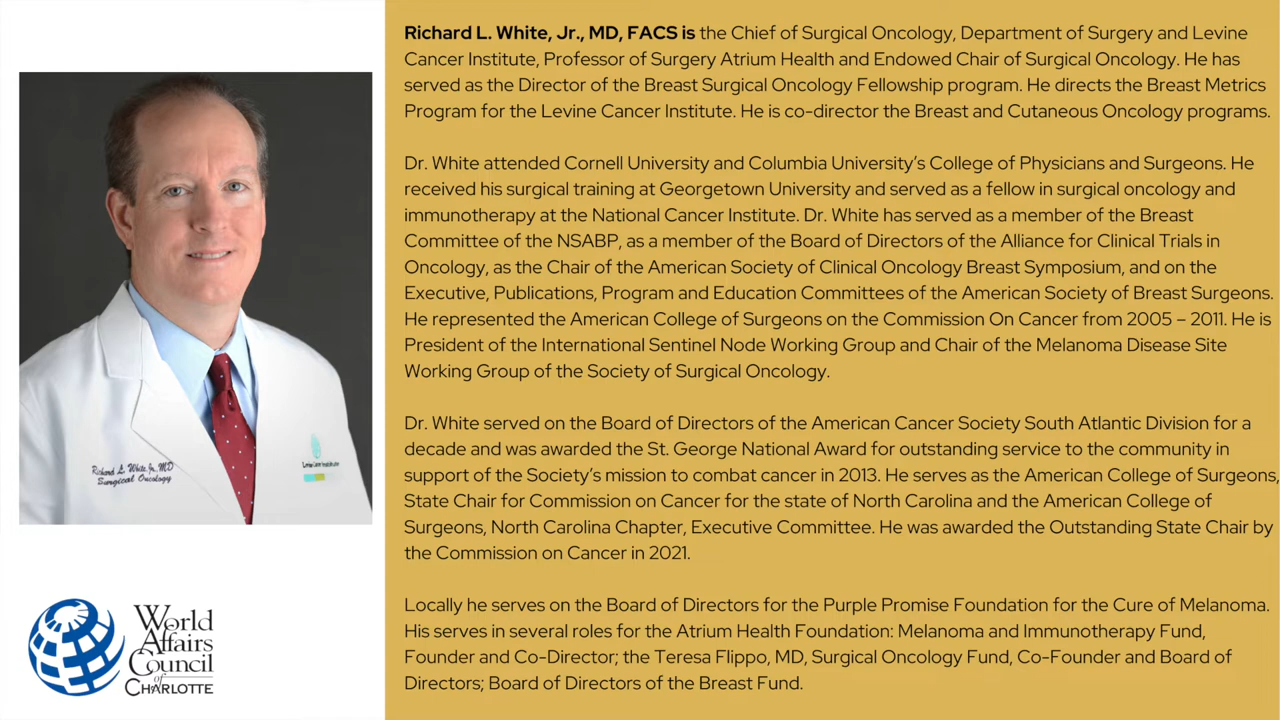 Richard L. White, Jr., MD, FACS is the Chief of Surgical Oncology, Department of Surgery and Levine
Cancer Institute, Professor of Surgery Atrium Health and Endowed Chair of Surgical Oncology. He has
served as the Director of the Breast Surgical Oncology Fellowship program. He directs the Breast Metrics
Program for the Levine Cancer Institute. He is co-director the Breast and Cutaneous Oncology programs.
Dr. White attended Cornell University and Columbia University's College of Physicians and Surgeons. He
received his surgical training at Georgetown University and served as a fellow in surgical oncology and
immunotherapy at the National Cancer Institute. Dr. White has served as a member of the Breast
Committee of the NSABP, as a member of the Board of Directors of the Alliance for Clinical Trials in
Oncology, as the Chair of the American Society of Clinical Oncology Breast Symposium, and on the
Executive, Publications, Program and Education Committees of the American Society of Breast Surgeons.
He represented the American College of Surgeons on the Commission On Cancer from 2005 – 2011. He is
President of the International Sentinel Node Working Group and Chair of the Melanoma Disease Site
Working Group of the Society of Surgical Oncology.
Dr. White served on the Board of Directors of the American Cancer Society South Atlantic Division for a
decade and was awarded the St. George National Award for outstanding service to the community in
support of the Society's mission to combat cancer in 2013. He serves as the American College of Surgeons,
State Chair for Commission on Cancer for the state of North Carolina and the American College of
Surgeons, North Carolina Chapter, Executive Committee. He was awarded the Outstanding State Chair by
the Commission on Cancer in 2021.
Locally he serves on the Board of Directors for the Purple Promise Foundation for the Cure of Melanoma.
His serves in several roles for the Atrium Health Foundation: Melanoma and Immunotherapy Fund,
Founder and Co-Director; the Teresa Flippo, MD, Surgical Oncology Fund, Co-Founder and Board of
Directors; Board of Directors of the Breast Fund.
Richard L. White, Jr., MD
Surgical Oncology
Levine Cancer Institute
World
Affairs
Council
of
CHARLOTTE